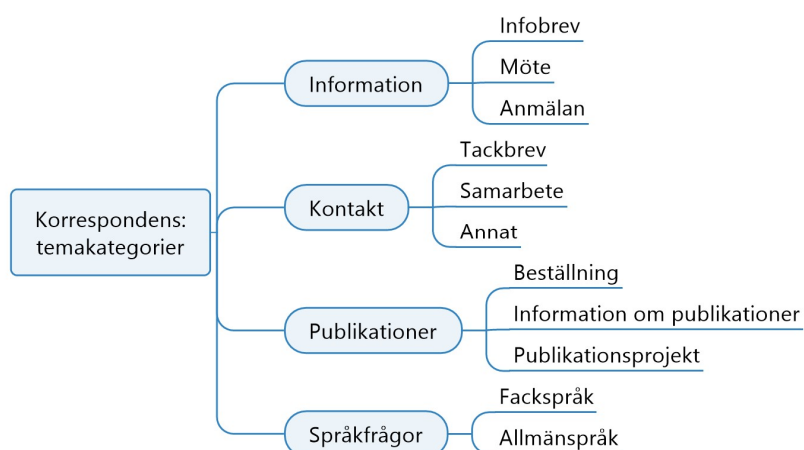 Korrespondens:
temakategorier
Information
Infobrev
Möte
Anmälan
Kontakt
Tackbrev
Samarbete
Annat
Publikationer
Beställning
Information om publikationer
Publikationsprojekt
Språkfrågor
Fackspråk
Allmänspråk